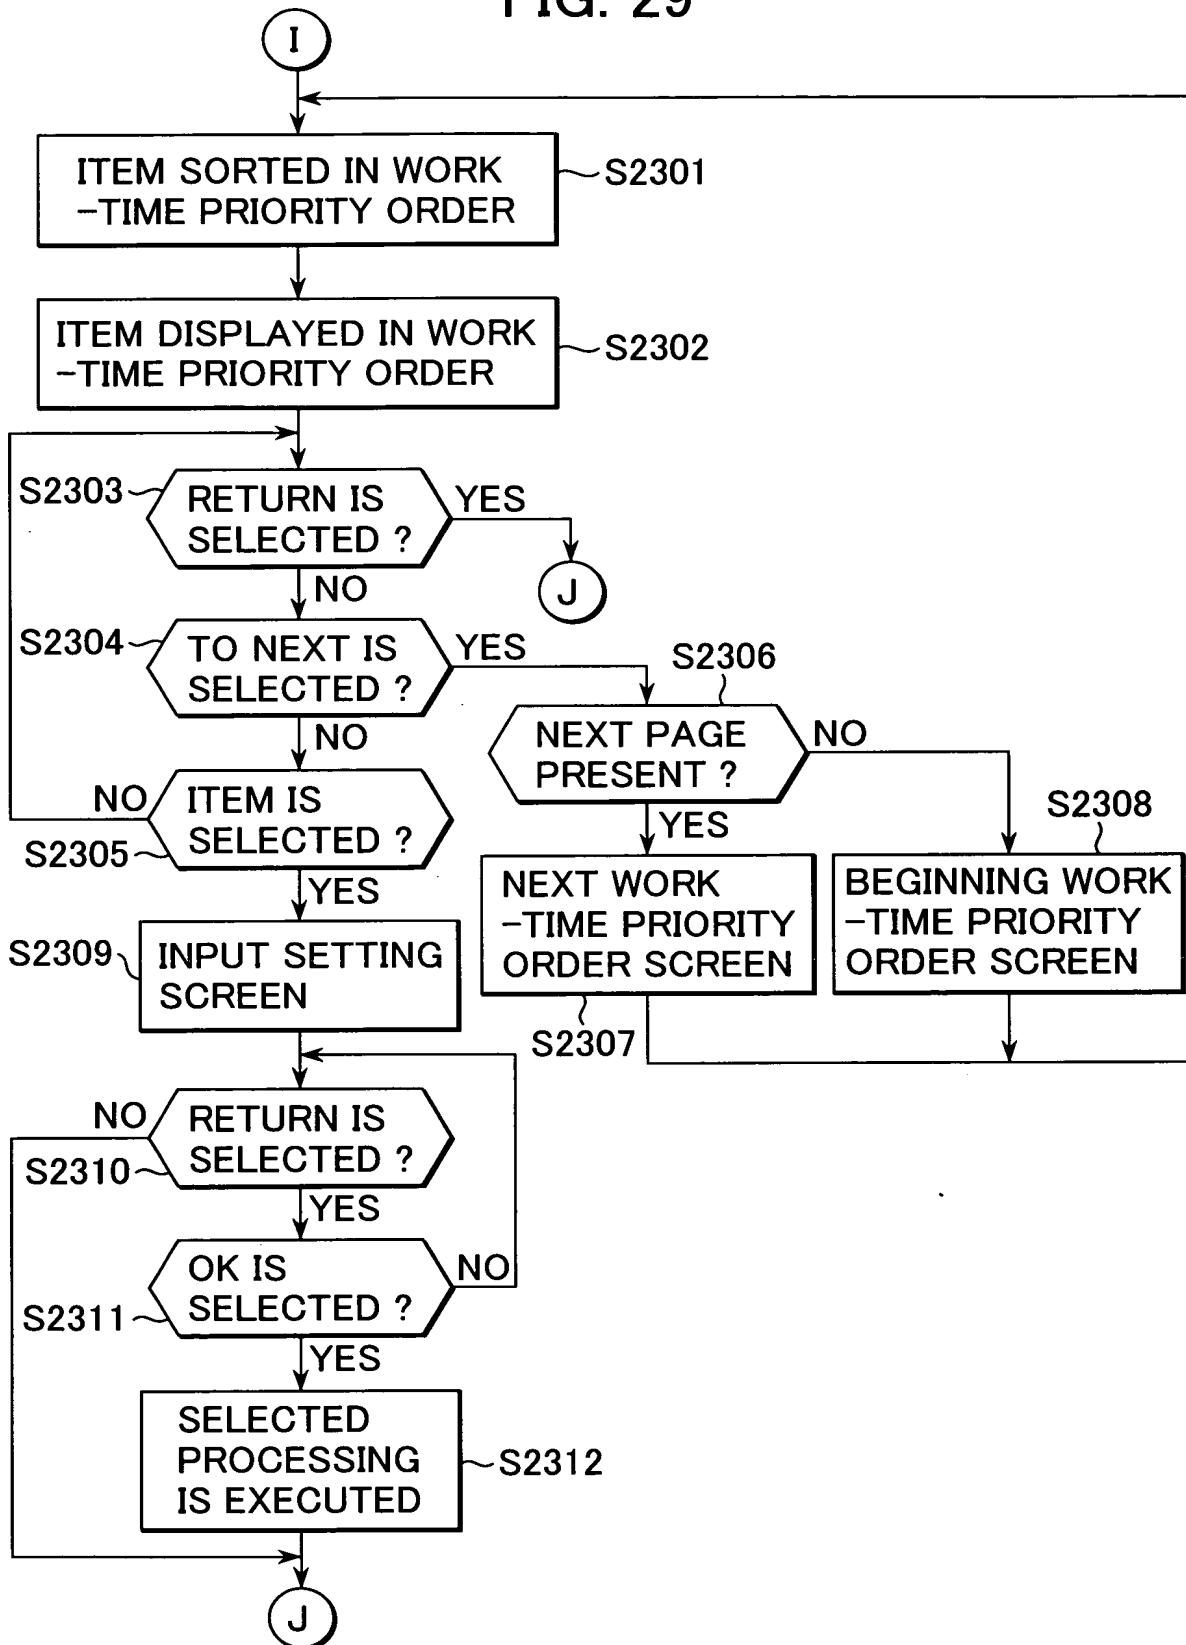 FIG. 29
I
ITEM SORTED IN WORK
-TIME PRIORITY ORDER
S2301
ITEM DISPLAYED IN WORK
-TIME PRIORITY ORDER
S2302
S2303
RETURN IS
SELECTED ?
YES
J
NO
S2304
TO NEXT IS
SELECTED ?
YES
S2306
NEXT PAGE
PRESENT ?
NO
NO
NO
ITEM IS
SELECTED ?
S2305
YES
YES
S2308
NEXT WORK
-TIME PRIORITY
ORDER SCREEN
S2307
BEGINNING WORK
-TIME PRIORITY
ORDER SCREEN
S2309
INPUT SETTING
SCREEN
NO
RETURN IS
SELECTED ?
S2310
YES
OK IS
SELECTED ?
NO
S2311
YES
SELECTED
PROCESSING
IS EXECUTED
S2312
J